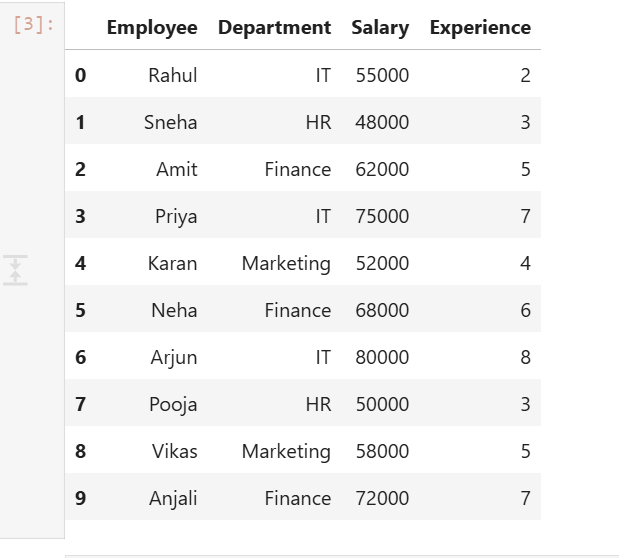 [3]:
Employee Department Salary Experience
0 Rahul IT 55000 2
1 Sneha HR 48000 3
2 Amit Finance 62000 5
3 Priya IT 75000 7
4 Karan Marketing 52000 4
5 Neha Finance 68000 6
6 Arjun IT 80000 8
7 Pooja HR 50000 3
8 Vikas Marketing 58000 5
9 Anjali Finance 72000 7